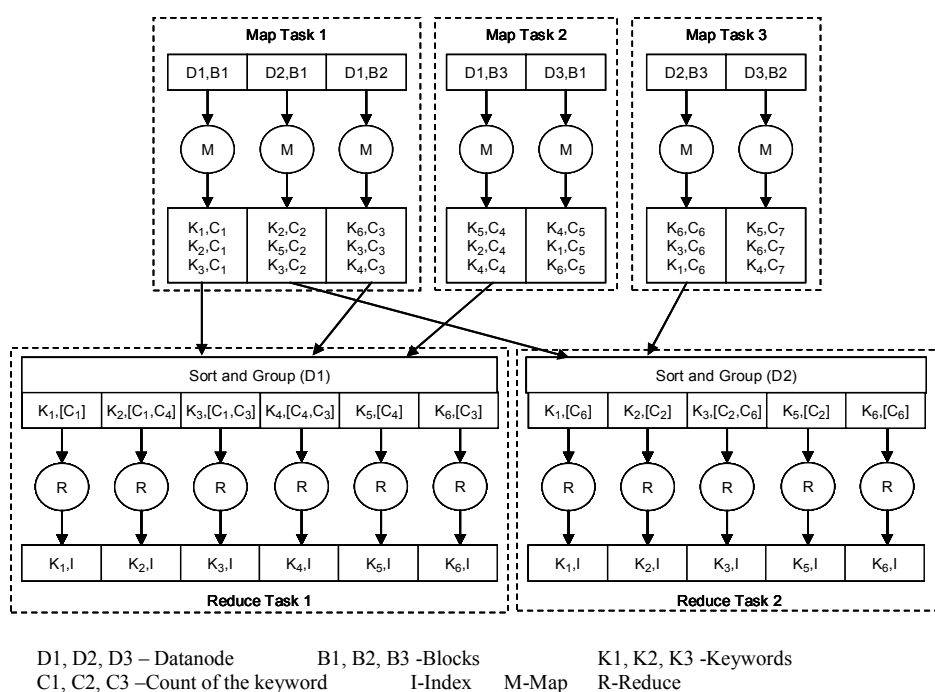 Map Task 1 Map Task 2 Map Task 3
D1,B1 D2,B1 D1,B2 D1,B3 D3,B1 D2,B3 D3,B2
M M M M M M M
K1,C1 K2,C2 K6,C3 K5,C4 K4,C5 K6,C6 K5,C7
K2,C1 K5,C2 K3,C3 K2,C4 K1,C5 K3,C6 K6,C7
K3,C1 K3,C2 K4,C3 K4,C4 K6,C5 K1,C6 K4,C7
Sort and Group (D1) Sort and Group (D2)
K1,[C1] K2,[C1,C4] K3,[C1,C3] K4,[C4,C3] K5,[C4] K6,[C3] K1,[C6] K2,[C2] K3,[C2,C6] K5,[C2] K6,[C6]
R R R R R R R R R R R
K1,I K2,I K3,I K4,I K5,I K6,I K1,I K2,I K3,I K5,I K6,I
Reduce Task 1 Reduce Task 2
D1, D2, D3 – Datanode B1, B2, B3 -Blocks K1, K2, K3 -Keywords
C1, C2, C3 –Count of the keyword I-Index M-Map R-Reduce